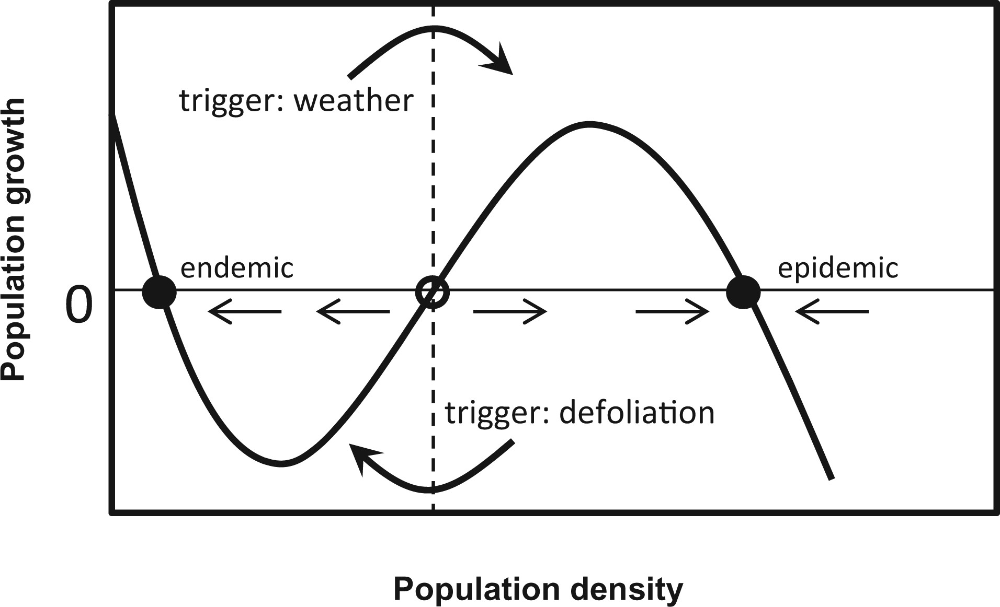 trigger: weather
Population growth
endemic
epidemic
0
trigger: defoliation
Population density